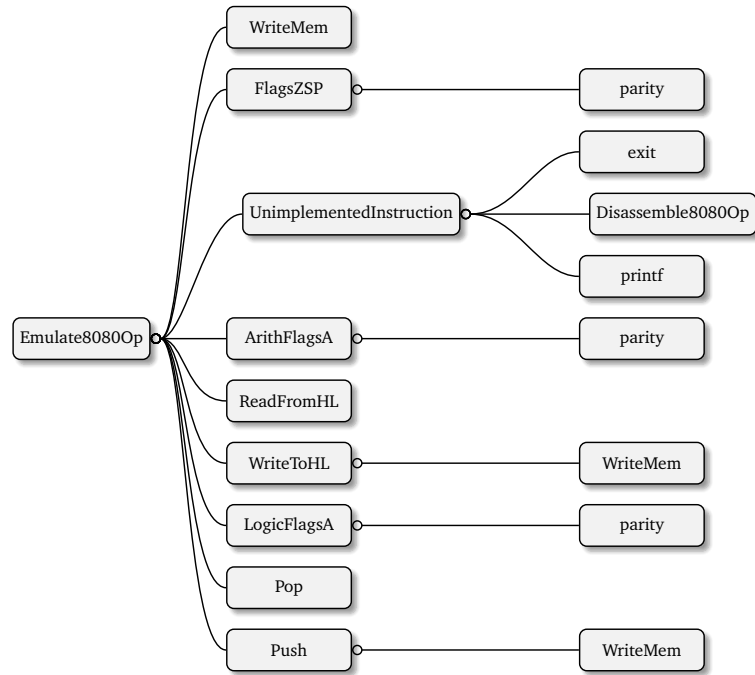 WriteMem
FlagsZSP
parity
exit
UnimplementedInstruction
Disassemble8080Op
printf
Emulate8080Op
ArithFlagsA
parity
ReadFromHL
WriteToHL
WriteMem
LogicFlagsA
parity
Pop
Push
WriteMem